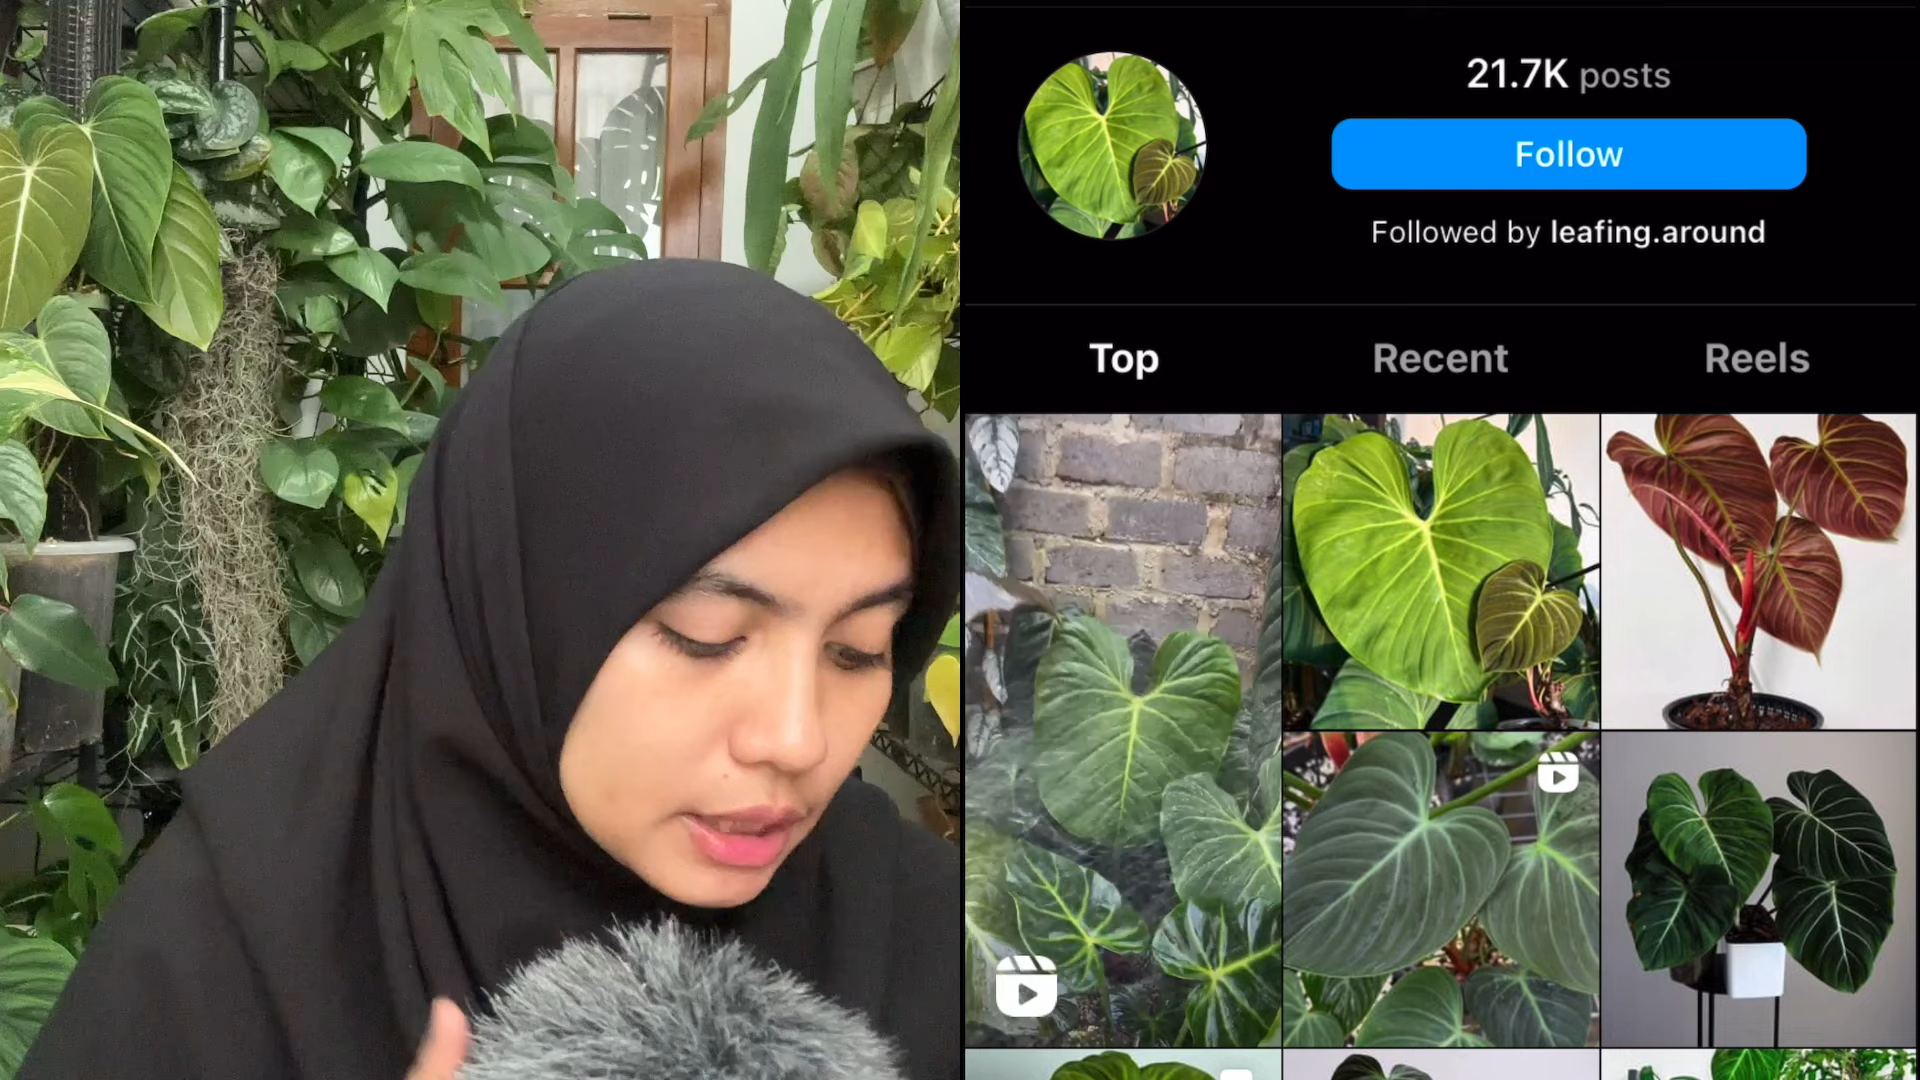 21.7K posts
Follow
Followed by leafing.around
Top
Recent
Reels